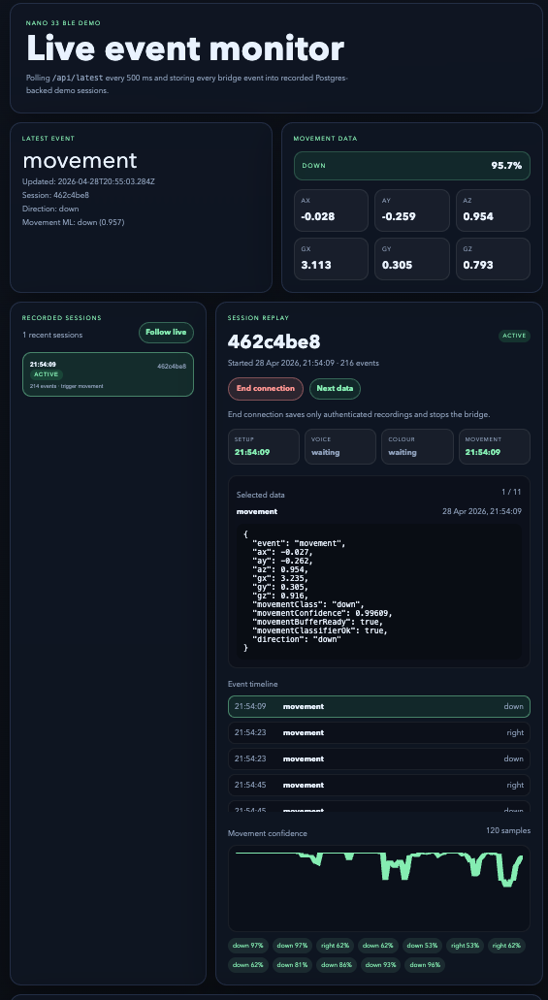 NANO 33 BLE DEMO
Live event monitor
Polling /api/latest every 500 ms and storing every bridge event into recorded Postgres-
backed demo sessions.
LATEST EVENT
movement
Updated: 2026-04-28T20:55:03.284Z
Session: 462c4be8
Direction: down
Movement ML: down (0.957)
MOVEMENT DATA
DOWN 95.7%
AX AY AZ
-0.028 -0.259 0.954
GX GY GZ
3.113 0.305 0.793
RECORDED SESSIONS
1 recent sessions Follow live
21:54:09 462c4be8
ACTIVE
214 events · trigger movement
SESSION REPLAY
462c4be8 ACTIVE
Started 28 Apr 2026, 21:54:09 · 216 events
End connection Next data
End connection saves only authenticated recordings and stops the bridge.
SETUP VOICE COLOUR MOVEMENT
21:54:09 waiting waiting 21:54:09
Selected data 1 / 11
movement 28 Apr 2026, 21:54:09
{
"event": "movement",
"ax": -0.027,
"ay": -0.262,
"az": 0.954,
"gx": 3.235,
"gy": 0.305,
"gz": 0.916,
"movementClass": "down",
"movementConfidence": 0.99609,
"movementBufferReady": true,
"movementClassifierOk": true,
"direction": "down"
}
Event timeline
21:54:09 movement down
21:54:23 movement right
21:54:23 movement down
21:54:45 movement right
21:54:45 movement down
Movement confidence 120 samples
down 97% down 97% right 62% down 62% down 53% right 53% right 62%
down 62% down 81% down 86% down 93% down 96%